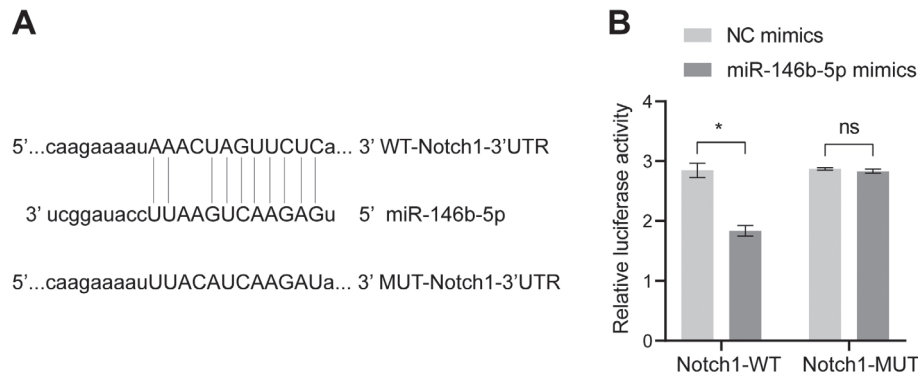 A
5’...caagaaaauAAACUAGUUCUCa... 3’ WT-Notch1-3’UTR
3’ ucggauaccUUAAGUCAAGAGu 5’ miR-146b-5p
5’...caagaaaauUUACAUCAAGAUa... 3’ MUT-Notch1-3’UTR
B
NC mimics
miR-146b-5p mimics
Relative luciferase activity
4
3
2
1
0
*
ns
Notch1-WT
Notch1-MUT